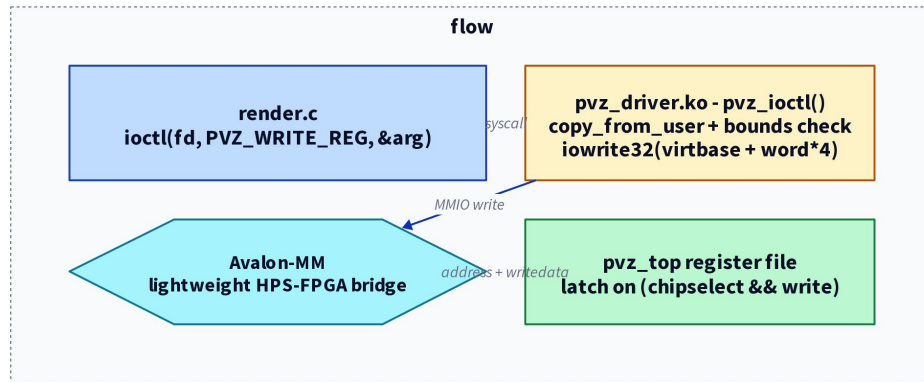 flow
render.c
ioctl(fd, PVZ_WRITE_REG, &arg)
syscall
pvz_driver.ko - pvz_ioctl()
copy_from_user + bounds check
iowrite32(virtbase + word*4)
MMIO write
Avalon-MM
lightweight HPS-FPGA bridge
address + writedata
pvz_top register file
latch on (chipselect && write)